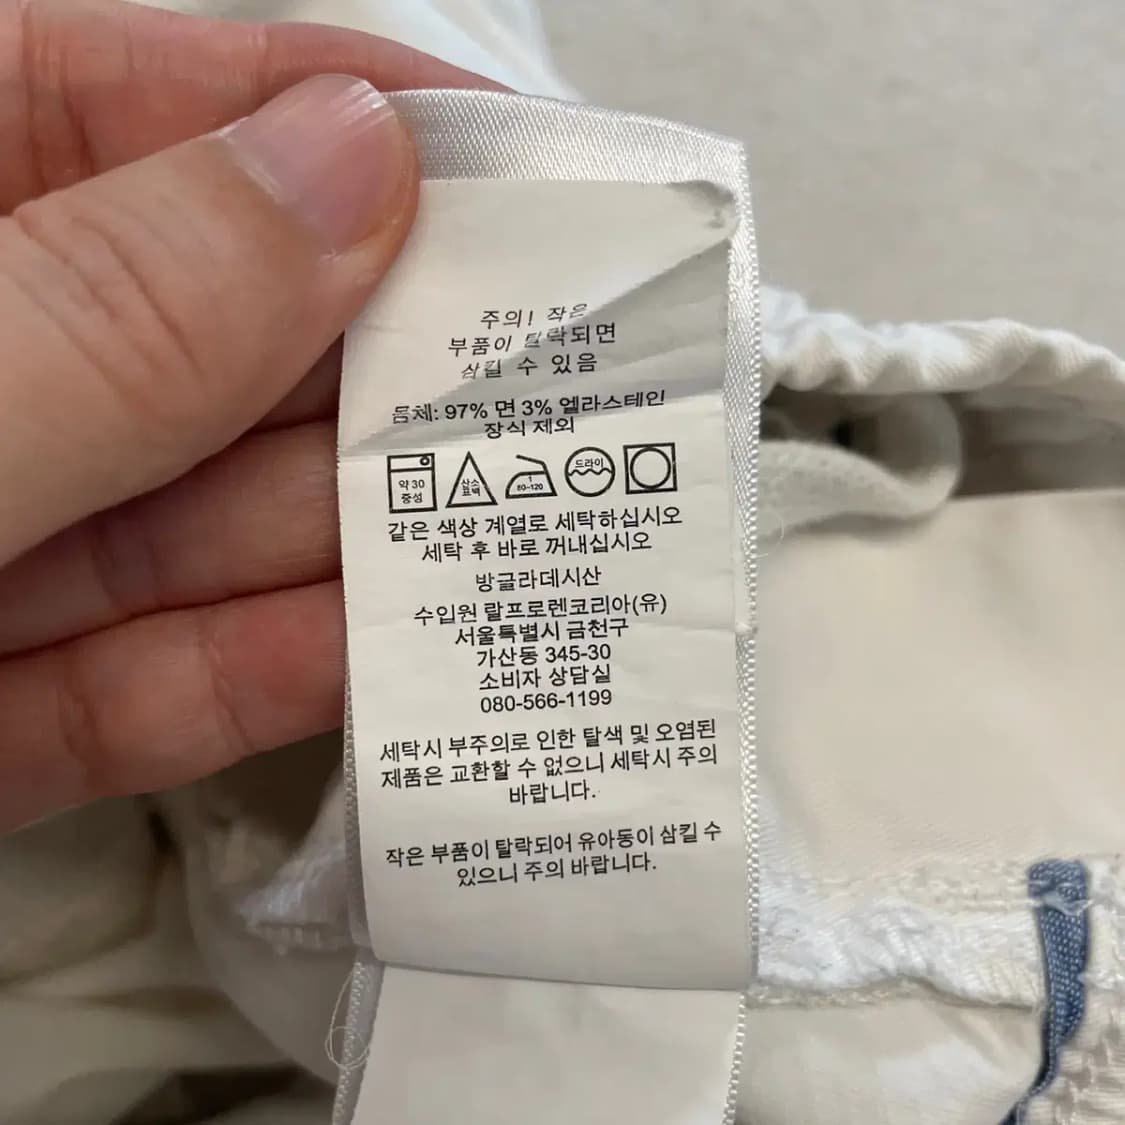 주의! 작은
부품이 탈락되면
삼킬 수 있음
몸체: 97% 면 3% 엘라스테인
장식 제외
약 30
중성
산소
표백
1
80~120
드라이
같은 색상 계열로 세탁하십시오
세탁 후 바로 꺼내십시오
방글라데시산
수입원 랄프로렌코리아(유)
서울특별시 금천구
가산동 345-30
소비자 상담실
080-566-1199
세탁시 부주의로 인한 탈색 및 오염된
제품은 교환할 수 없으니 세탁시 주의
바랍니다.
작은 부품이 탈락되어 유아동이 삼킬 수
있으니 주의 바랍니다.